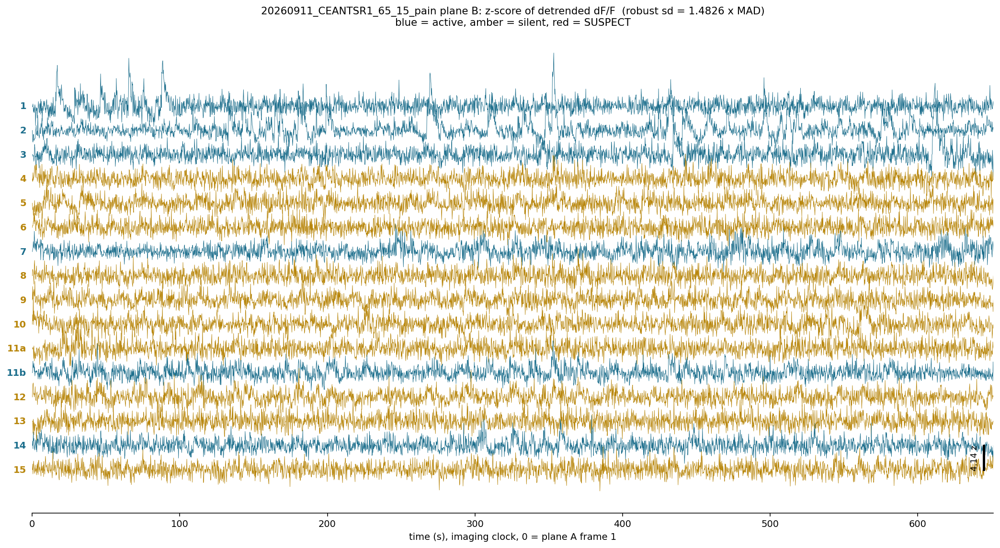 20260911_CEANTSR1_65_15_pain plane B: z-score of detrended dF/F  (robust sd = 1.4826 x MAD)
blue = active, amber = silent, red = SUSPECT
1
2
3
4
5
6
7
8
9
10
11a
11b
12
13
14
15
4.14 z
0 100 200 300 400 500 600
time (s), imaging clock, 0 = plane A frame 1